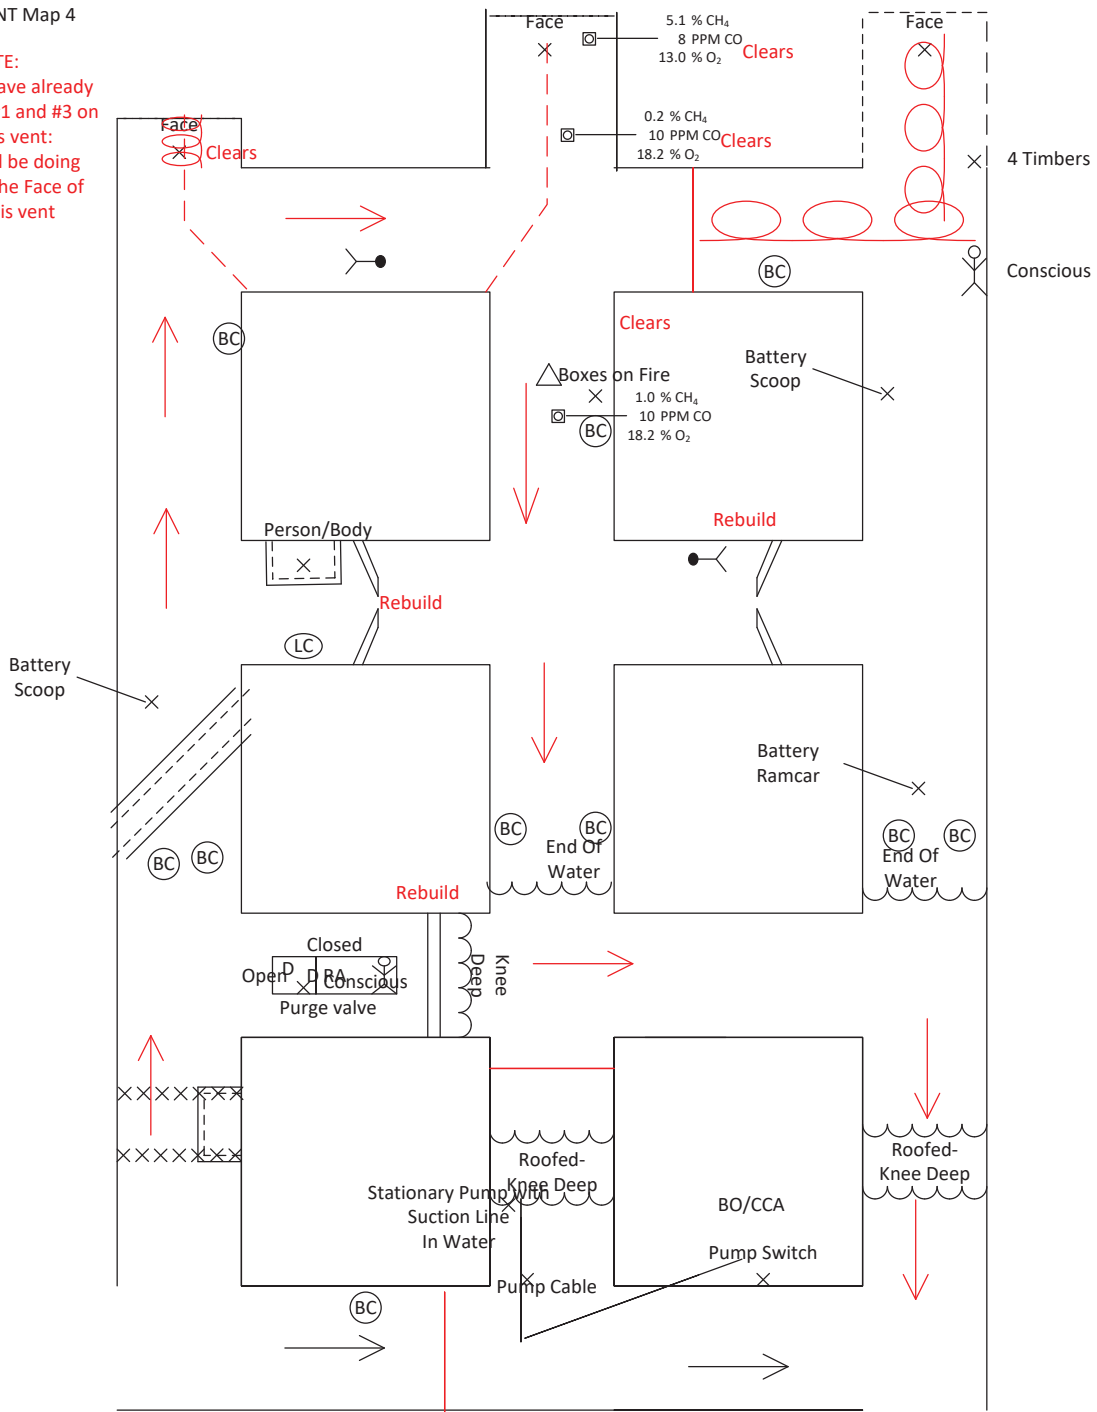 NT Map 4
TE:
ave already
1 and #3 on
s vent:
l be doing
he Face of
is vent
Face
Clears
Face
5.1 % CH₄
8 PPM CO
13.0 % O₂
Clears
0.2 % CH₄
10 PPM CO
18.2 % O₂
Clears
Face
4 Timbers
Conscious
BC
BC
Clears
Boxes on Fire
1.0 % CH₄
10 PPM CO
18.2 % O₂
BC
Battery
Scoop
Person/Body
Rebuild
Rebuild
LC
Battery
Scoop
Battery
Ramcar
BC
BC
BC
BC
End Of
Water
BC
BC
End Of
Water
Rebuild
Closed
Open
D
D RA
Conscious
Purge valve
Knee
Deep
Roofed-
Knee Deep
Roofed-
Knee Deep
Stationary Pump with
Suction Line
In Water
BO/CCA
Pump Switch
Pump Cable
BC